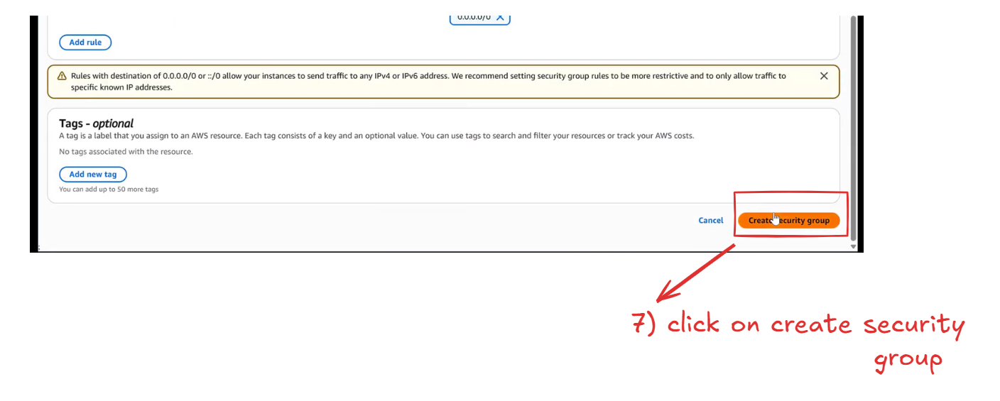 0.0.0.0/0
Add rule
Rules with destination of 0.0.0.0/0 or ::/0 allow your instances to send traffic to any IPv4 or IPv6 address. We recommend setting security group rules to be more restrictive and to only allow traffic to
specific known IP addresses.
Tags - optional
A tag is a label that you assign to an AWS resource. Each tag consists of a key and an optional value. You can use tags to search and filter your resources or track your AWS costs.
No tags associated with the resource.
Add new tag
You can add up to 50 more tags
Cancel
Create security group
7) click on create security
group